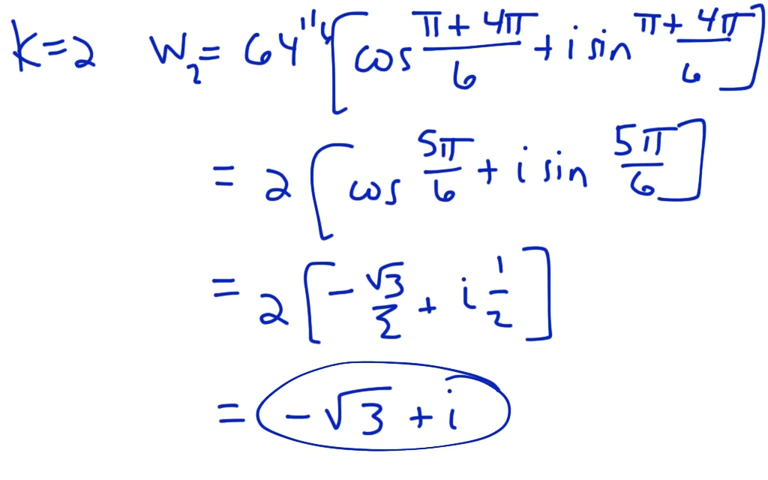 K=2 W₂= 64^1/6 [cos (π+4π)/6 + i sin (π+4π)/6]
= 2 [cos 5π/6 + i sin 5π/6]
= 2 [-√3/2 + i 1/2]
= -√3 + i